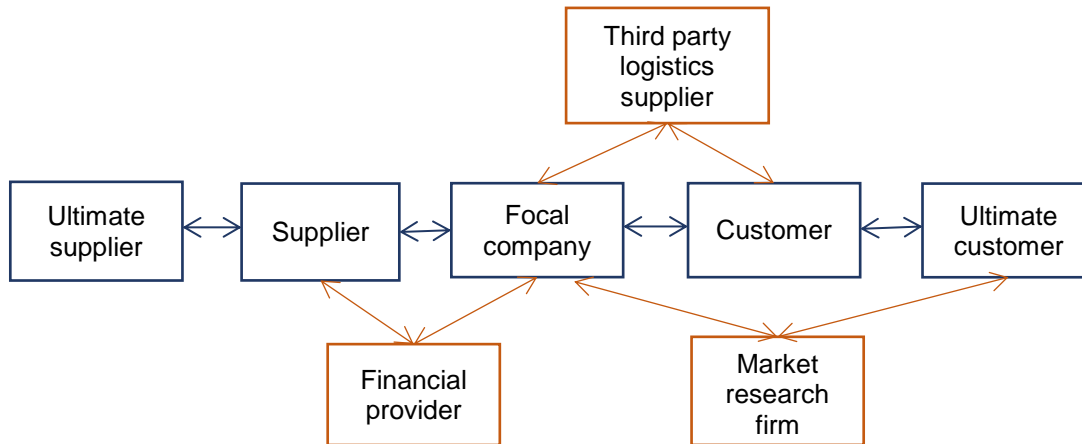 Third party
logistics
supplier
Ultimate
supplier
Supplier
Focal
company
Customer
Ultimate
customer
Financial
provider
Market
research
firm